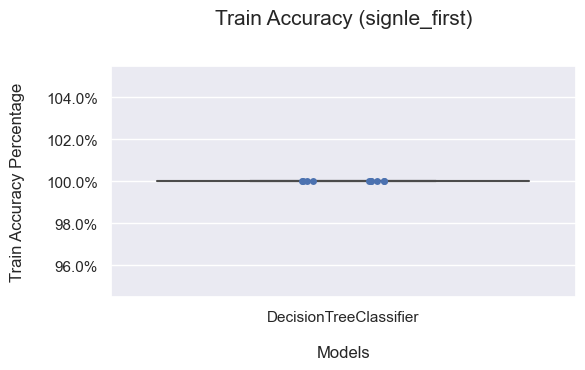 Train Accuracy (signle_first)
Train Accuracy Percentage
104.0%
102.0%
100.0%
98.0%
96.0%
DecisionTreeClassifier
Models